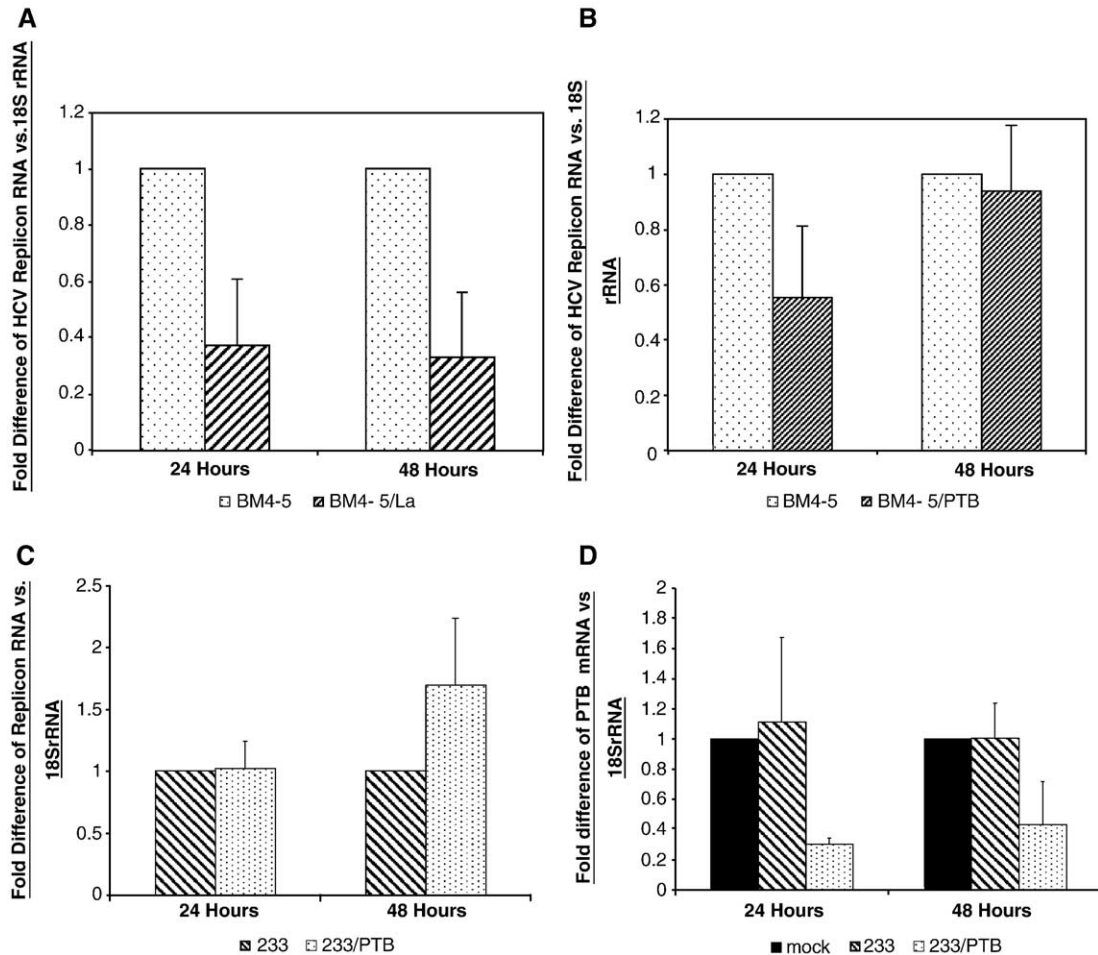 A
Fold Difference of HCV Replicon RNA vs.18S rRNA
1.2
1
0.8
0.6
0.4
0.2
0
24 Hours 48 Hours
BM4-5 BM4- 5/La
B
Fold Difference of HCV Replicon RNA vs. 18S
rRNA
1.2
1
0.8
0.6
0.4
0.2
0
24 Hours 48 Hours
BM4-5 BM4- 5/PTB
C
Fold Difference of Replicon RNA vs.
18SrRNA
2.5
2
1.5
1
0.5
0
24 Hours 48 Hours
233 233/PTB
D
Fold difference of PTB mRNA vs
18SrRNA
2
1.8
1.6
1.4
1.2
1
0.8
0.6
0.4
0.2
0
24 Hours 48 Hours
mock 233 233/PTB